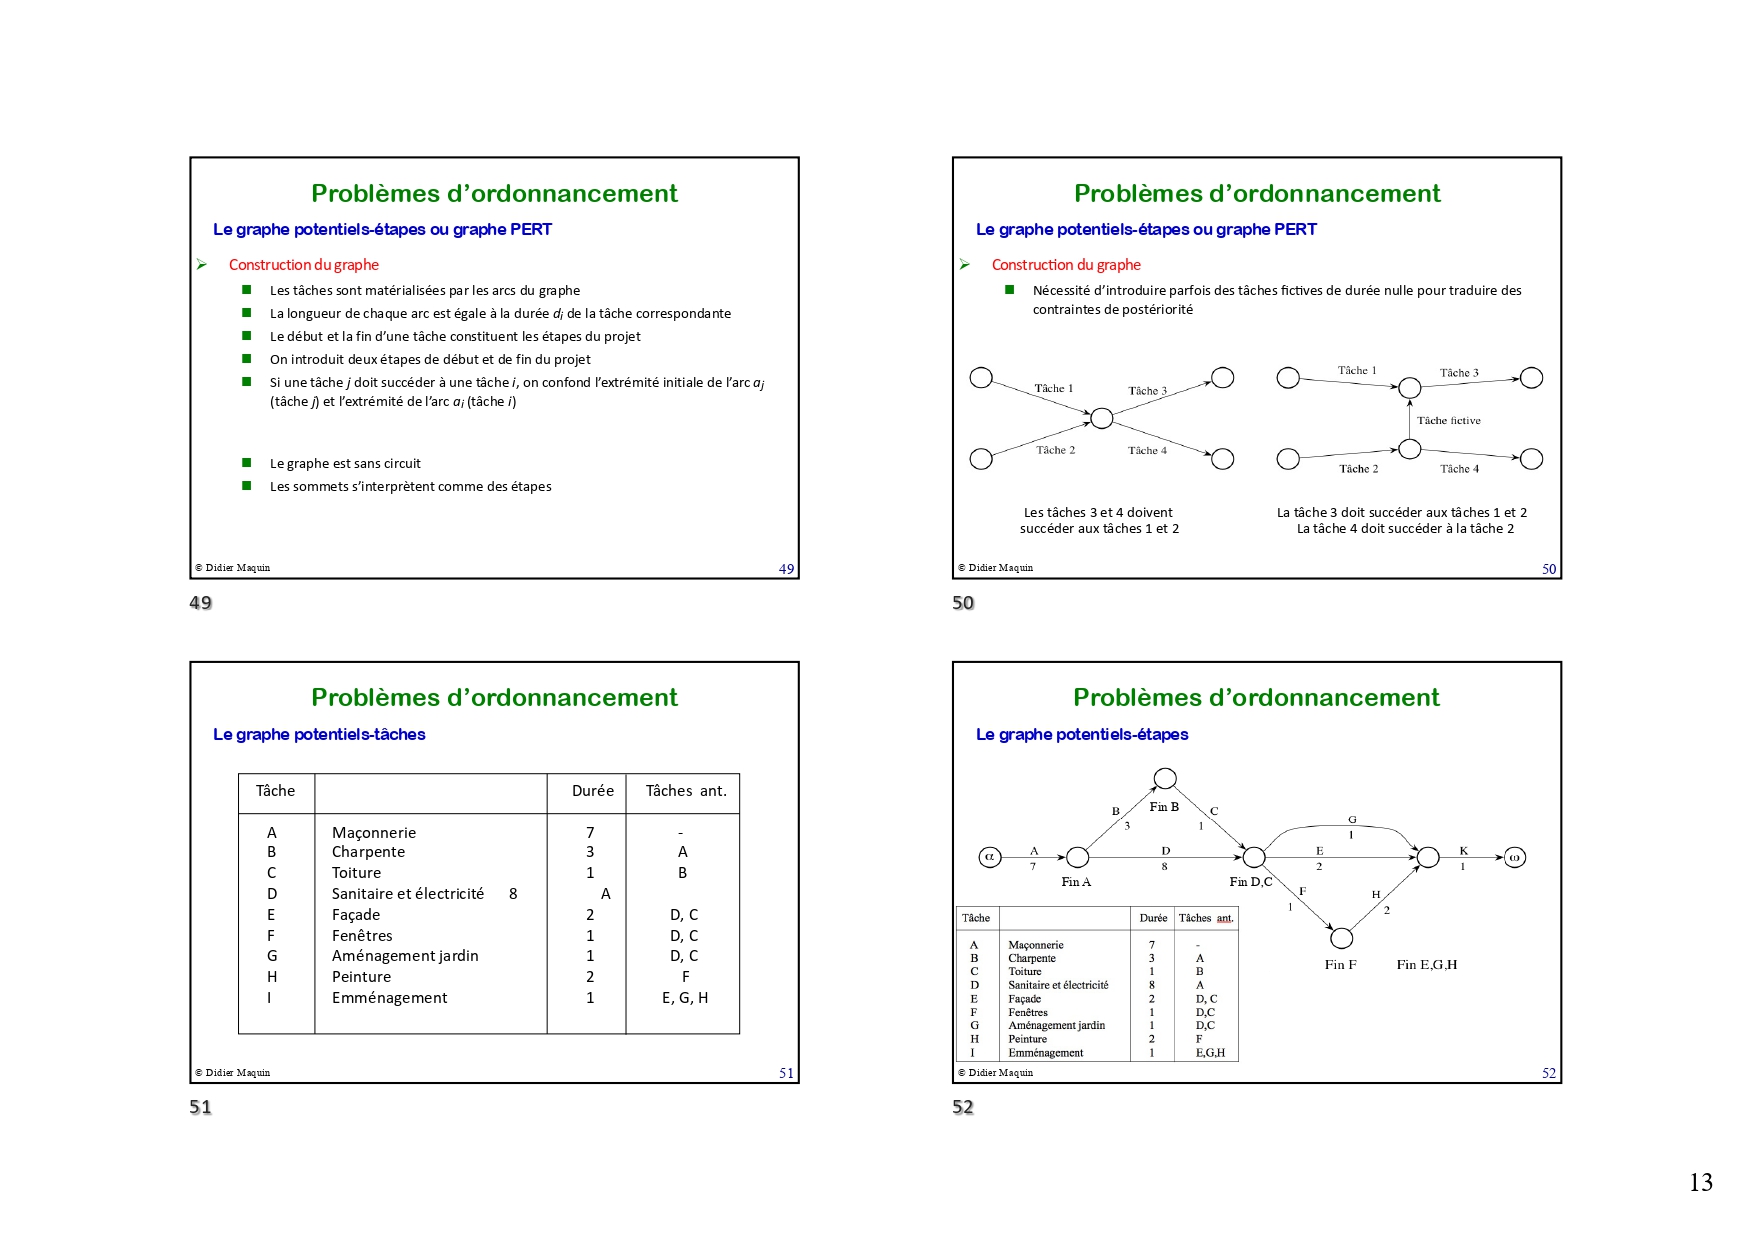 Problèmes d’ordonnancement
Le graphe potentiels-étapes ou graphe PERT
Construction du graphe
Les tâches sont matérialisées par les arcs du graphe
La longueur de chaque arc est égale à la durée di de la tâche correspondante
Le début et la fin d’une tâche constituent les étapes du projet
On introduit deux étapes de début et de fin du projet
Si une tâche j doit succéder à une tâche i, on confond l’extrémité initiale de l’arc aj
(tâche j) et l’extrémité de l’arc ai (tâche i)
Le graphe est sans circuit
Les sommets s’interprètent comme des étapes
© Didier Maquin 49
49
Problèmes d’ordonnancement
Le graphe potentiels-étapes ou graphe PERT
Construction du graphe
Nécessité d’introduire parfois des tâches fictives de durée nulle pour traduire des
contraintes de postériorité
Tâche 1
Tâche 3
Tâche 2
Tâche 4
Tâche 1
Tâche 3
Tâche fictive
Tâche 2
Tâche 4
Les tâches 3 et 4 doivent
succéder aux tâches 1 et 2
La tâche 3 doit succéder aux tâches 1 et 2
La tâche 4 doit succéder à la tâche 2
© Didier Maquin 50
50
Problèmes d’ordonnancement
Le graphe potentiels-tâches
Tâche Durée Tâches ant.
A Maçonnerie 7 -
B Charpente 3 A
C Toiture 1 B
D Sanitaire et électricité 8 A
E Façade 2 D, C
F Fenêtres 1 D, C
G Aménagement jardin 1 D, C
H Peinture 2 F
I Emménagement 1 E, G, H
© Didier Maquin 51
51
Problèmes d’ordonnancement
Le graphe potentiels-étapes
B
3
Fin B
C
1
G
1
α
A
7
D
8
E
2
K
1
ω
Fin A
Fin D,C
F
1
H
2
Fin F
Fin E,G,H
Tâche Durée Tâches ant.
A Maçonnerie 7 -
B Charpente 3 A
C Toiture 1 B
D Sanitaire et électricité 8 A
E Façade 2 D, C
F Fenêtres 1 D,C
G Aménagement jardin 1 D,C
H Peinture 2 F
I Emménagement 1 E,G,H
© Didier Maquin 52
52
13